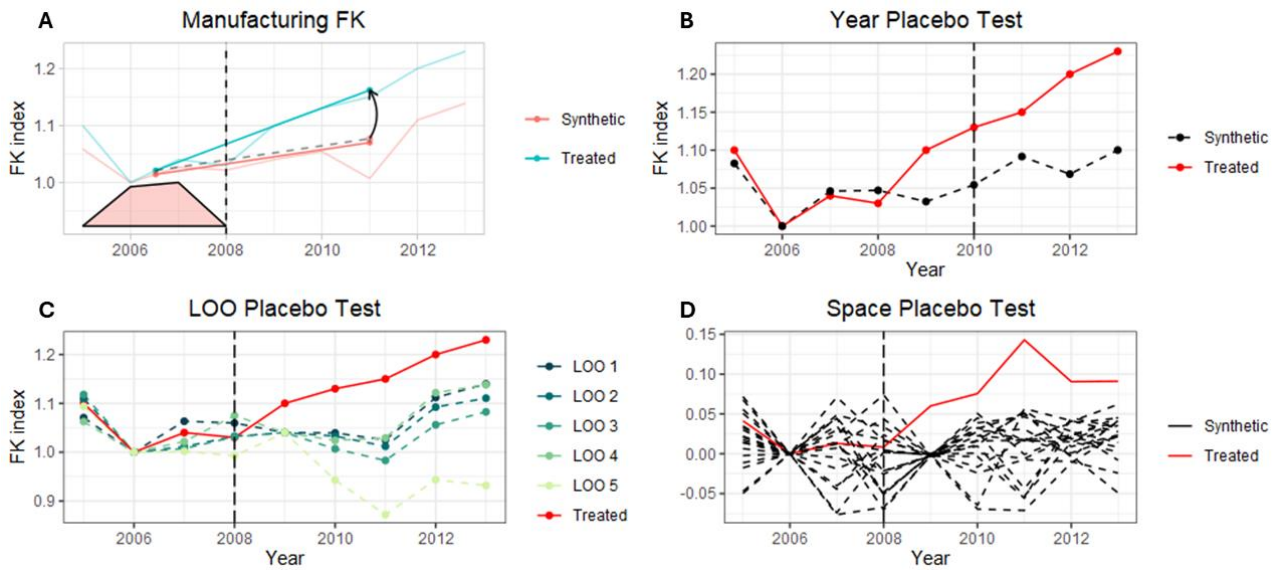 A
Manufacturing FK
FK index
1.2
1.1
1.0
2006 2008 2010 2012
Synthetic
Treated
B
Year Placebo Test
FK index
1.20
1.15
1.10
1.05
1.00
2006 2008 2010 2012
Year
Synthetic
Treated
C
LOO Placebo Test
FK index
1.2
1.1
1.0
0.9
2006 2008 2010 2012
Year
LOO 1
LOO 2
LOO 3
LOO 4
LOO 5
Treated
D
Space Placebo Test
0.15
0.10
0.05
0.00
-0.05
2006 2008 2010 2012
Year
Synthetic
Treated